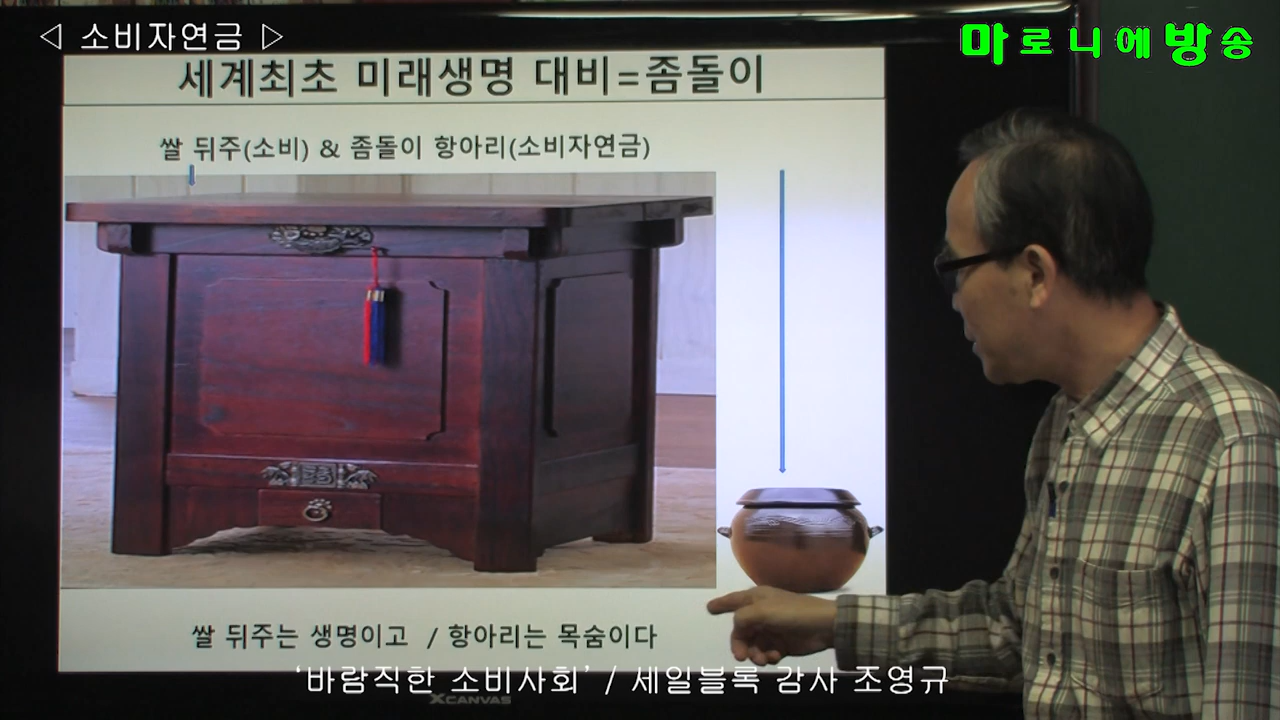 ◁ 소비자연금 ▷
마로니에방송
세계최초 미래생명 대비=좀돌이
쌀 뒤주(소비) & 좀돌이 항아리(소비자연금)
쌀 뒤주는 생명이고 / 항아리는 목숨이다
‘바람직한 소비사회’ / 세일블록 감사 조영규
XCANVAS